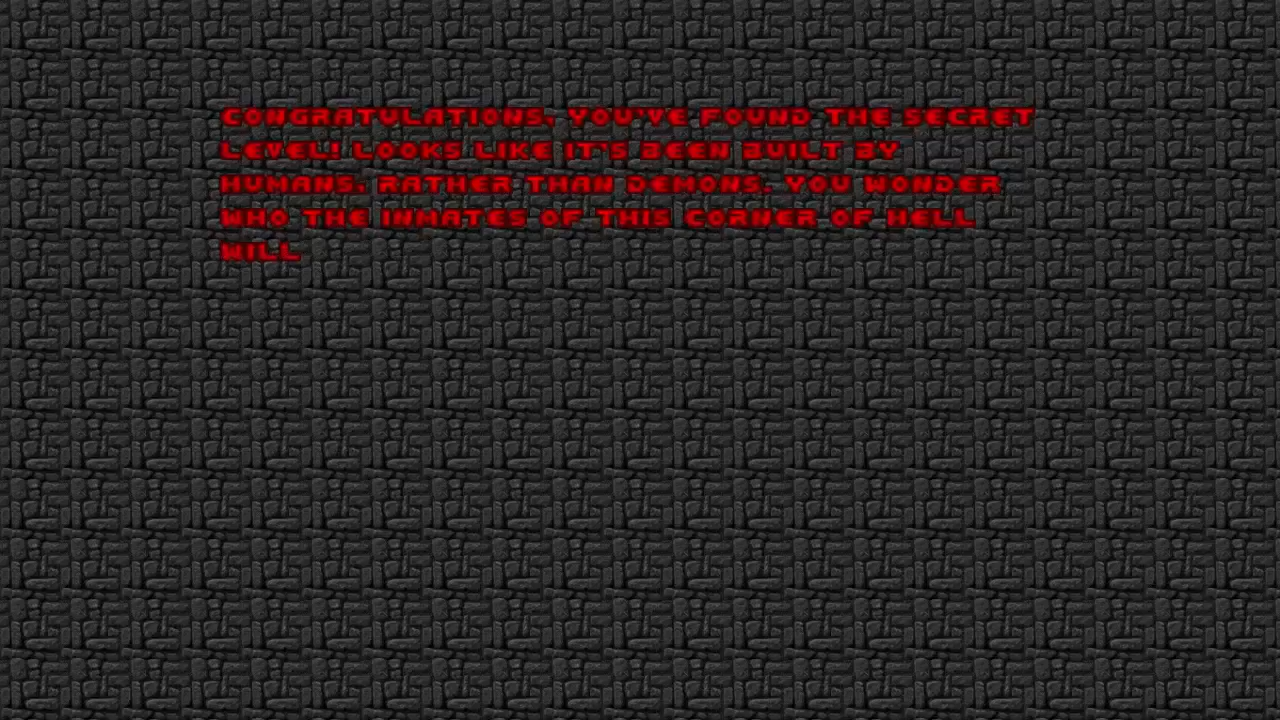 CONGRATULATIONS, YOU'VE FOUND THE SECRET
LEVEL! LOOKS LIKE IT'S BEEN BUILT BY
HUMANS, RATHER THAN DEMONS. YOU WONDER
WHO THE INMATES OF THIS CORNER OF HELL
WILL